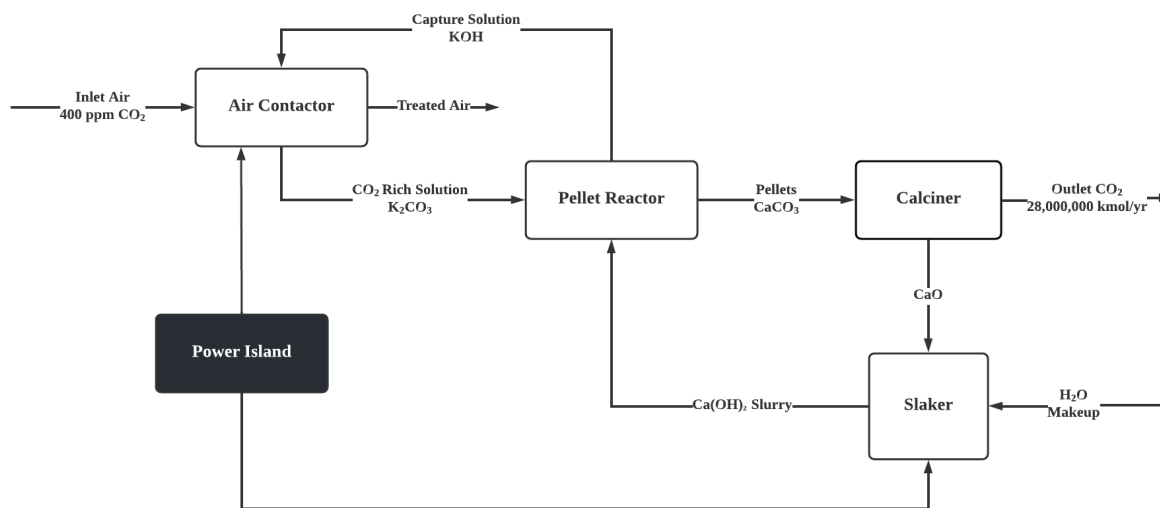 Capture Solution
KOH
Inlet Air
400 ppm CO₂
Air Contactor
Treated Air
CO₂ Rich Solution
K₂CO₃
Pellet Reactor
Pellets
CaCO₃
Calciner
Outlet CO₂
28,000,000 kmol/yr
CaO
Power Island
Ca(OH)₂ Slurry
Slaker
H₂O
Makeup